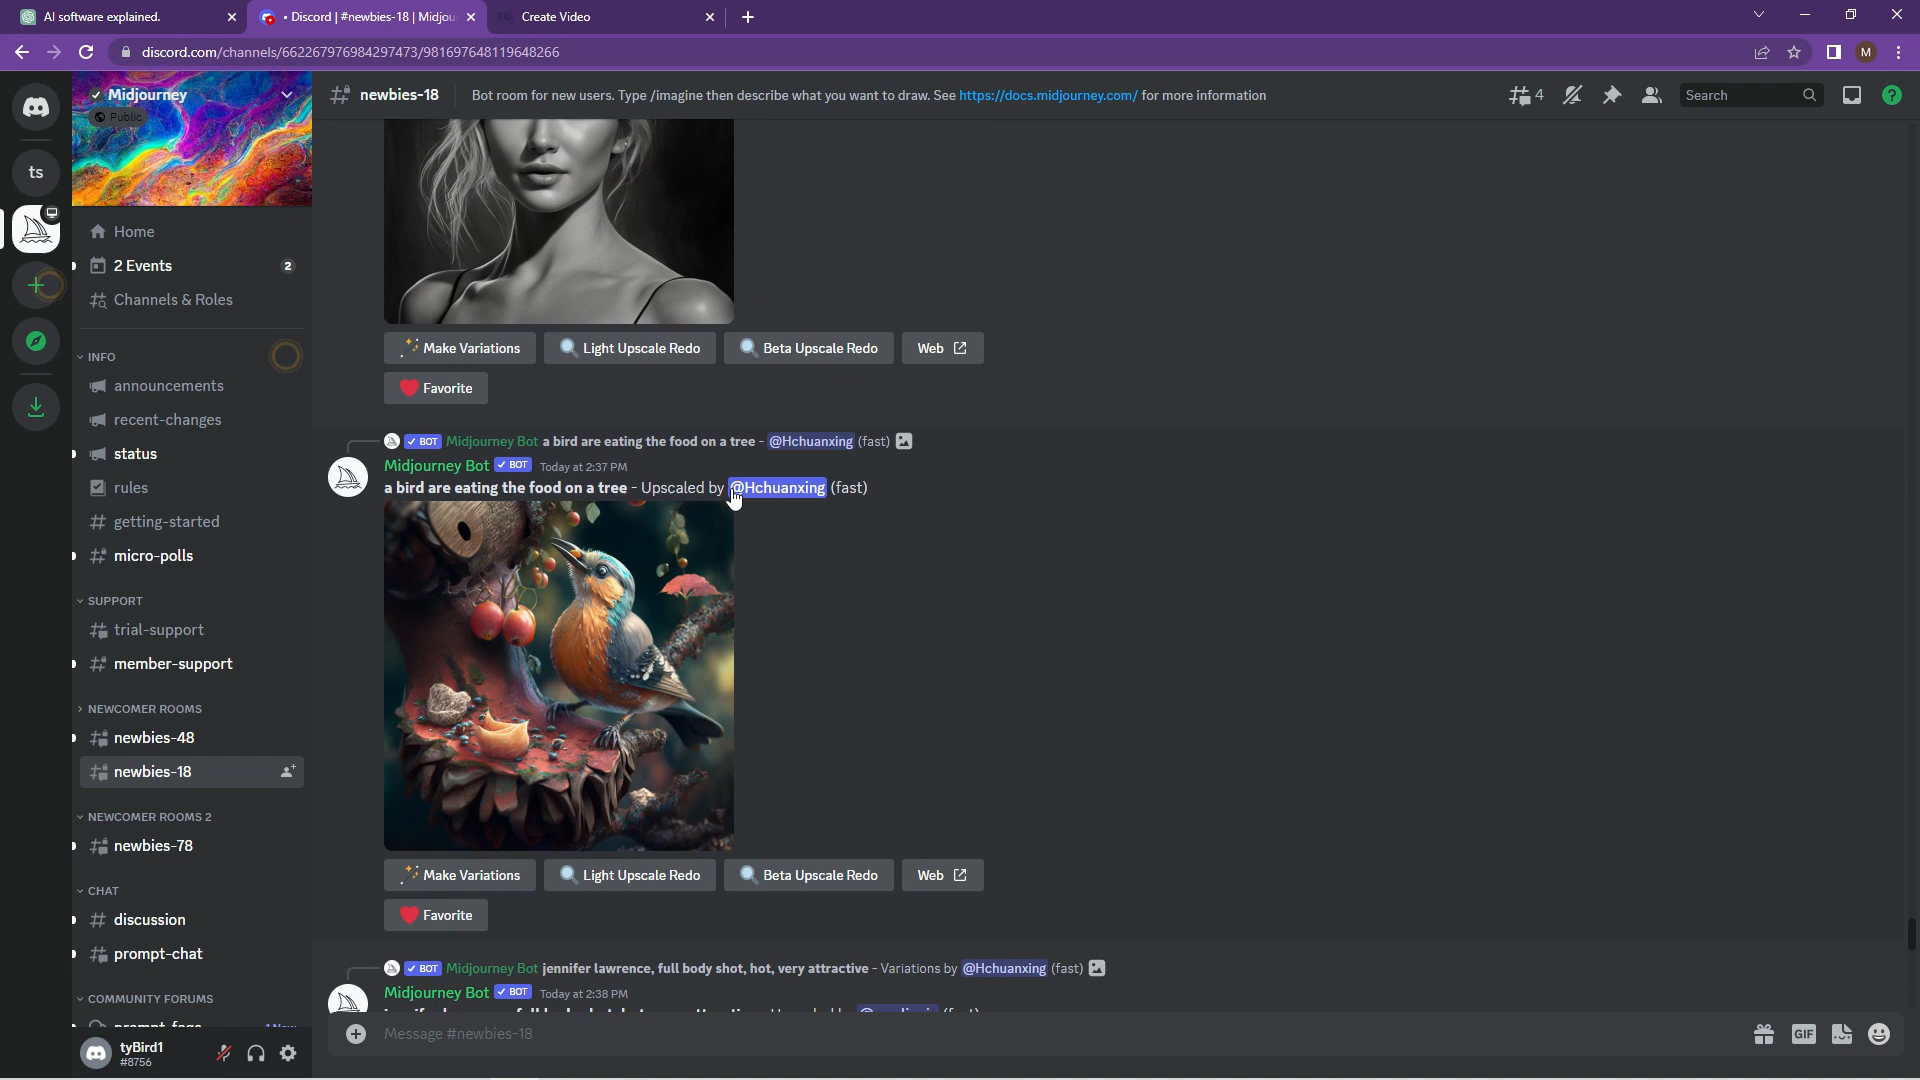 AI software explained.
• Discord | #newbies-18 | Midjou
Create Video
discord.com/channels/662267976984297473/981697648119648266
M
Midjourney
Public
newbies-18
Bot room for new users. Type /imagine then describe what you want to draw. See https://docs.midjourney.com/ for more information
4
Search
ts
Home
2 Events
2
Channels & Roles
INFO
announcements
recent-changes
status
rules
getting-started
micro-polls
SUPPORT
trial-support
member-support
NEWCOMER ROOMS
newbies-48
newbies-18
NEWCOMER ROOMS 2
newbies-78
CHAT
discussion
prompt-chat
COMMUNITY FORUMS
tyBird1
#8756
Make Variations
Light Upscale Redo
Beta Upscale Redo
Web
Favorite
BOT Midjourney Bot a bird are eating the food on a tree - @Hchuanxing (fast)
Midjourney Bot BOT Today at 2:37 PM
a bird are eating the food on a tree - Upscaled by @Hchuanxing (fast)
Make Variations
Light Upscale Redo
Beta Upscale Redo
Web
Favorite
BOT Midjourney Bot jennifer lawrence, full body shot, hot, very attractive - Variations by @Hchuanxing (fast)
Midjourney Bot BOT Today at 2:38 PM
Message #newbies-18
GIF